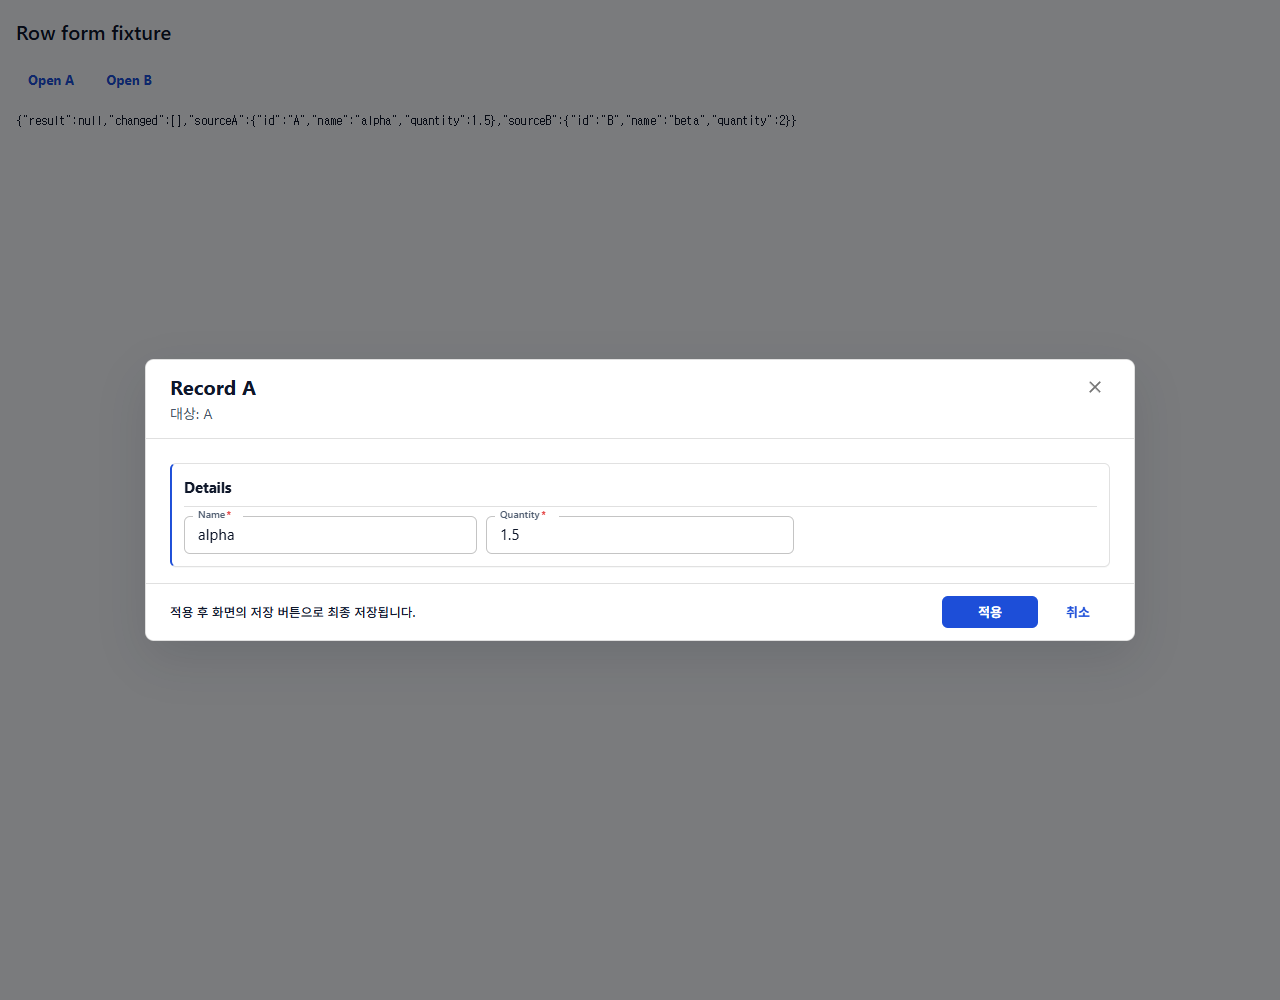 Row form fixture
Open A Open B
{"result":null,"changed":[],"sourceA":{"id":"A","name":"alpha","quantity":1.5},"sourceB":{"id":"B","name":"beta","quantity":2}}
Record A
대상: A
Details
Name* Quantity*
alpha 1.5
적용 후 화면의 저장 버튼으로 최종 저장됩니다. 적용 취소